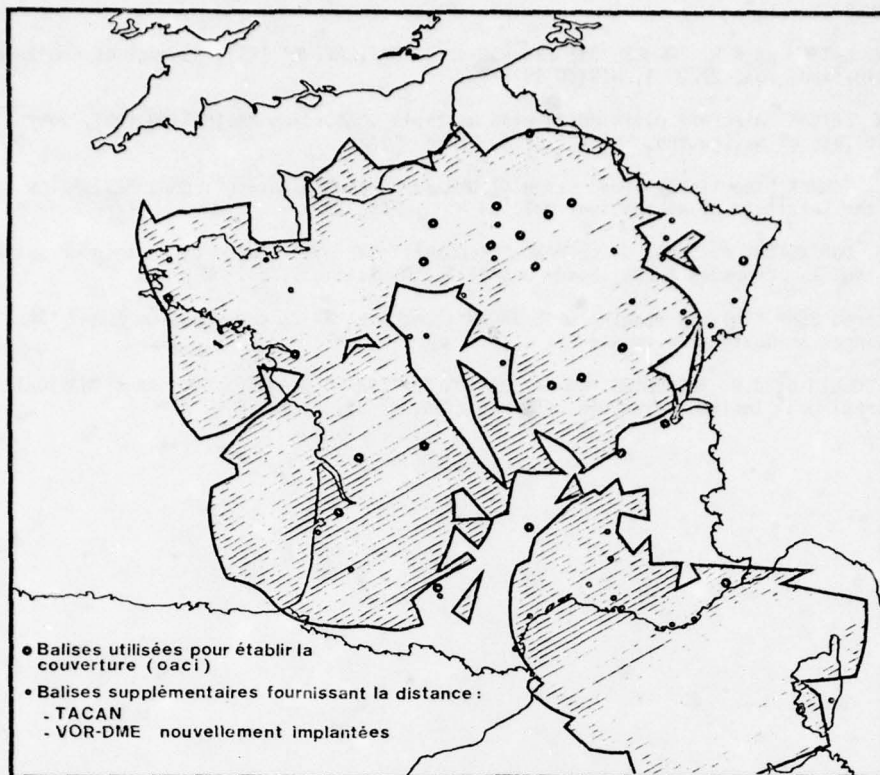 Balises utilisées pour établir la
couverture (oaci)
Balises supplémentaires fournissant la distance :
- TACAN
- VOR-DME nouvellement implantées